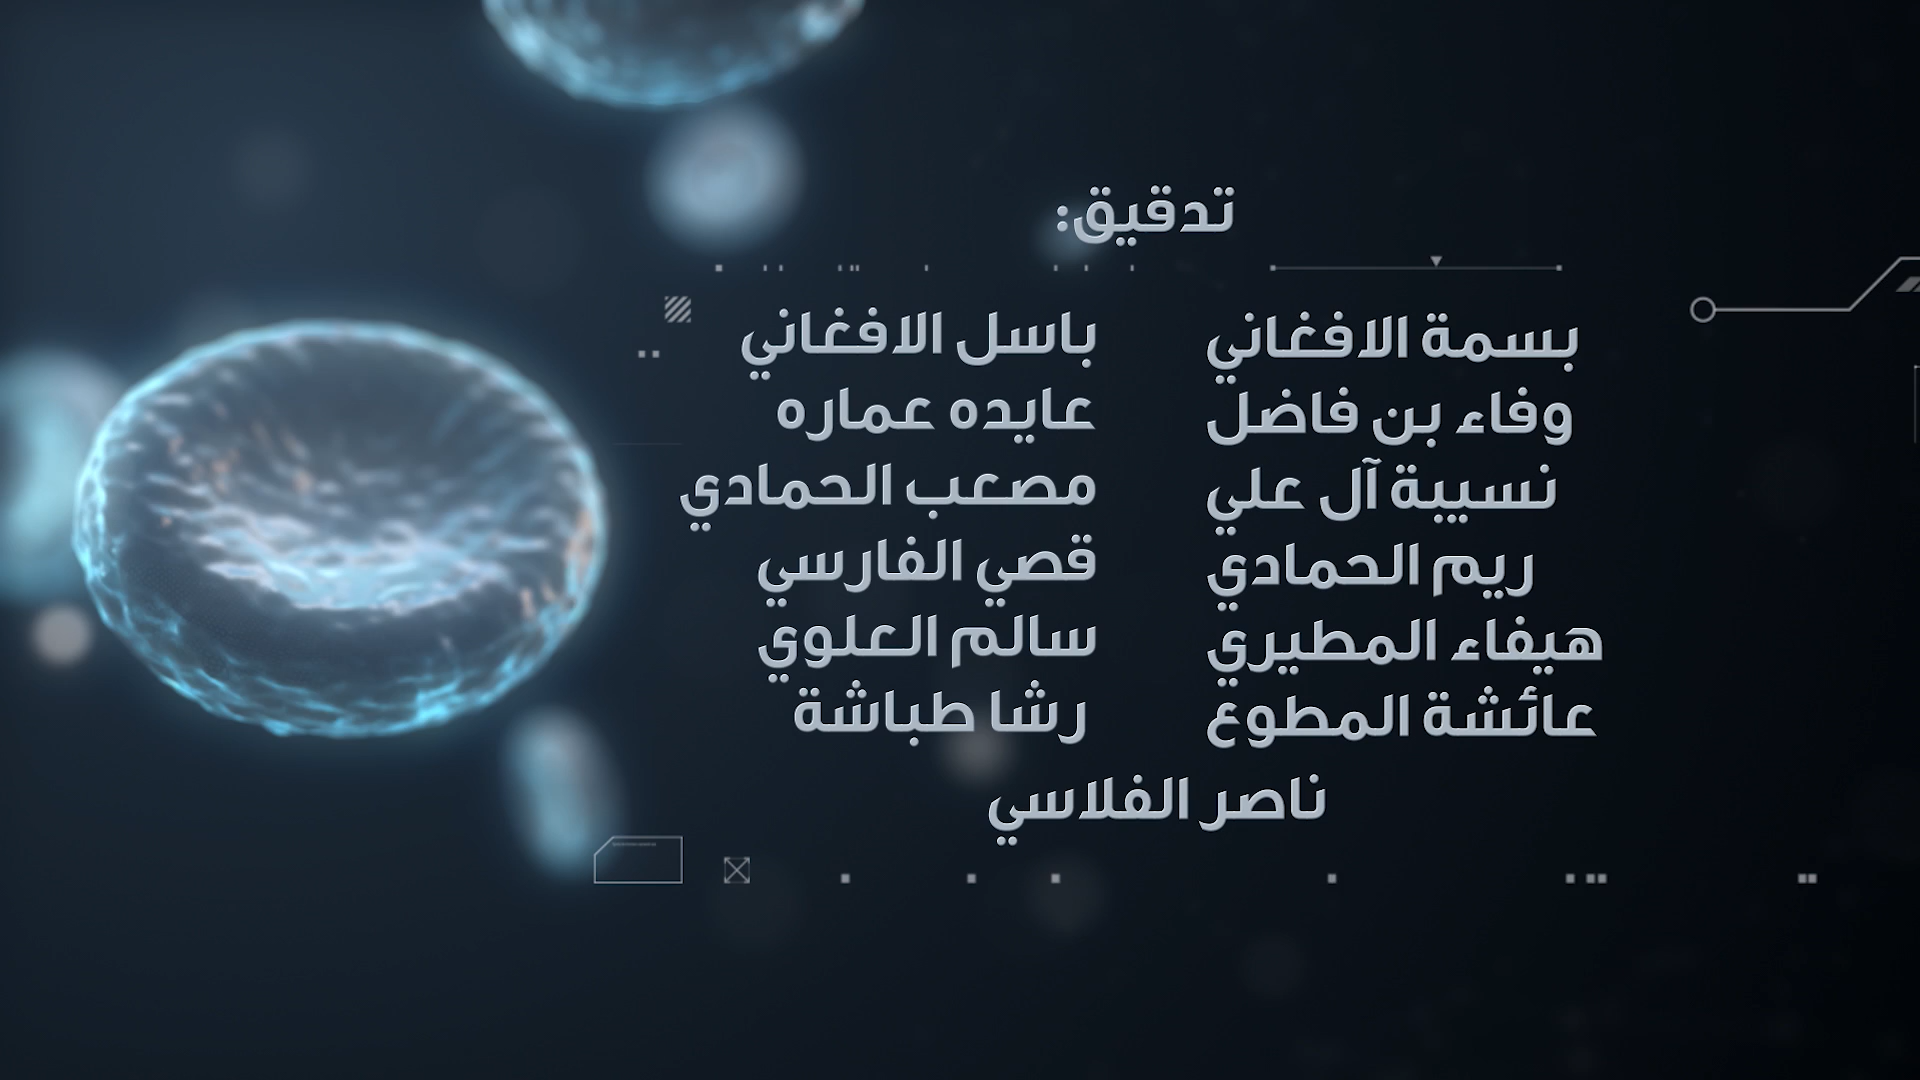 تدقيق:
بسمة الافغاني
وفاء بن فاضل
نسيبة آل علي
ريم الحمادي
هيفاء المطيري
عائشة المطوع
باسل الافغاني
عايده عماره
مصعب الحمادي
قصي الفارسي
سالم العلوي
رشا طباشة
ناصر الفلاسي